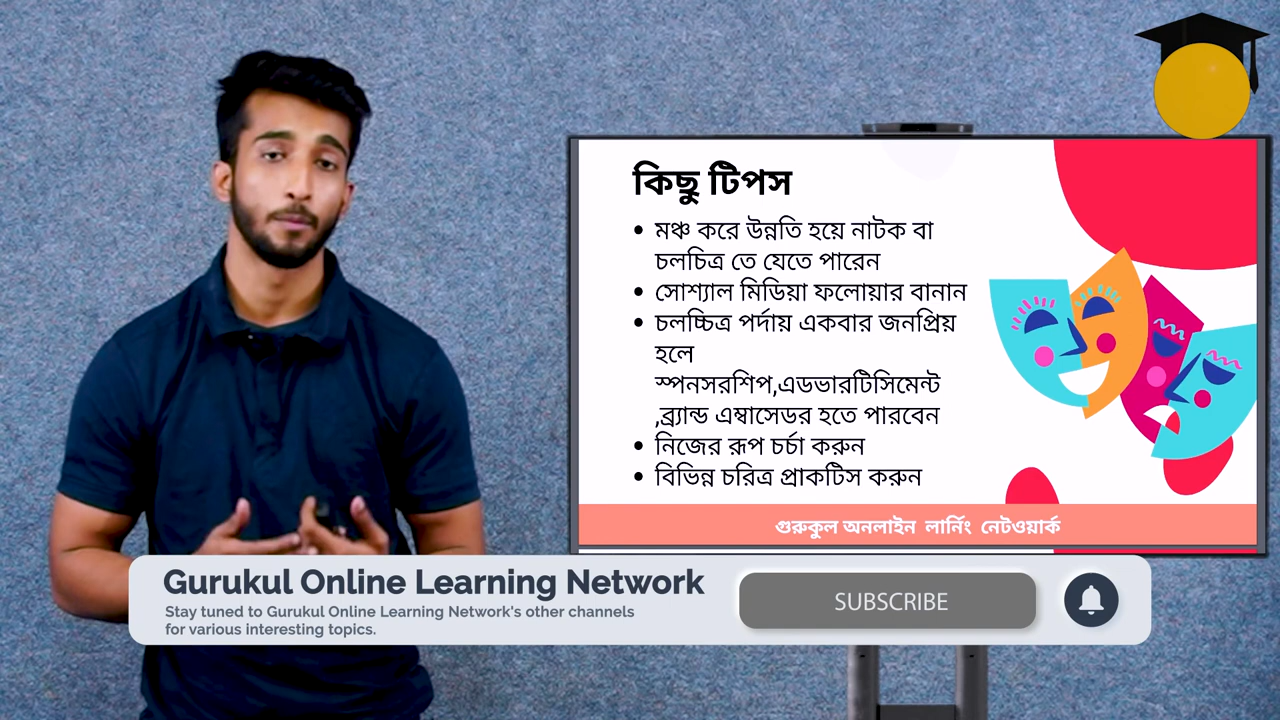 কিছু টিপস
মঞ্চ করে উন্নতি হয়ে নাটক বা
চলচিত্র তে যেতে পারেন
সোশ্যাল মিডিয়া ফলোয়ার বানান
চলচ্চিত্র পর্দায় একবার জনপ্রিয়
হলে
স্পনসরশিপ,এডভারটিসিমেন্ট
,ব্র্যান্ড এম্বাসেডর হতে পারবেন
নিজের রূপ চর্চা করুন
বিভিন্ন চরিত্র প্রাকটিস করুন
গুরুকুল অনলাইন লার্নিং নেটওয়ার্ক
Gurukul Online Learning Network
Stay tuned to Gurukul Online Learning Network's other channels
for various interesting topics.
SUBSCRIBE